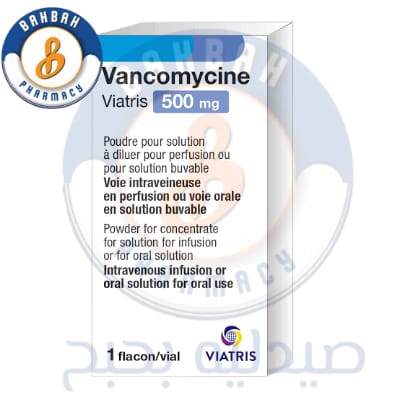 BAHBAH
PHARMACY
Vancomycine
Viatris 500 mg
Poudre pour solution
à diluer pour perfusion ou
pour solution buvable
Voie intraveineuse
en perfusion ou voie orale
en solution buvable
Powder for concentrate
for solution for infusion
or for oral solution
Intravenous infusion or
oral solution for oral use
1 flacon/vial
VIATRIS
BAHBAH
PHARMACY
صيدلية بحبح